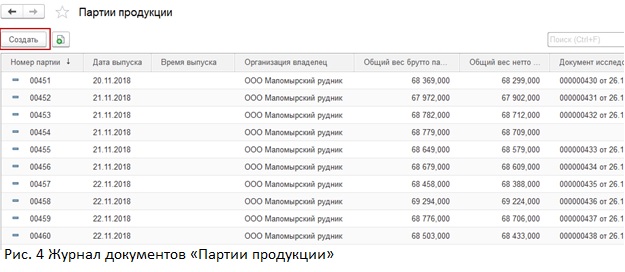 Партии продукции
Создать Поиск (Ctrl+F)
Номер партии ↓ Дата выпуска Время выпуска Организация владелец Общий вес брутто па... Общий вес нетто ... Документ исследс
00451 20.11.2018 ООО Маломырский рудник 68 369,000 68 299,000 000000430 от 26.1
00452 21.11.2018 ООО Маломырский рудник 67 972,000 67 902,000 000000431 от 26.1
00453 21.11.2018 ООО Маломырский рудник 68 782,000 68 712,000 000000432 от 26.1
00454 21.11.2018 ООО Маломырский рудник 68 779,000 68 709,000
00455 21.11.2018 ООО Маломырский рудник 68 649,000 68 579,000 000000433 от 26.1
00456 21.11.2018 ООО Маломырский рудник 68 679,000 68 609,000 000000434 от 26.1
00457 22.11.2018 ООО Маломырский рудник 68 458,000 68 388,000 000000435 от 26.1
00458 22.11.2018 ООО Маломырский рудник 69 294,000 69 224,000 000000436 от 26.1
00459 22.11.2018 ООО Маломырский рудник 68 776,000 68 706,000 000000437 от 26.1
00460 22.11.2018 ООО Маломырский рудник 68 503,000 68 433,000 000000438 от 26.1
Рис. 4 Журнал документов «Партии продукции»